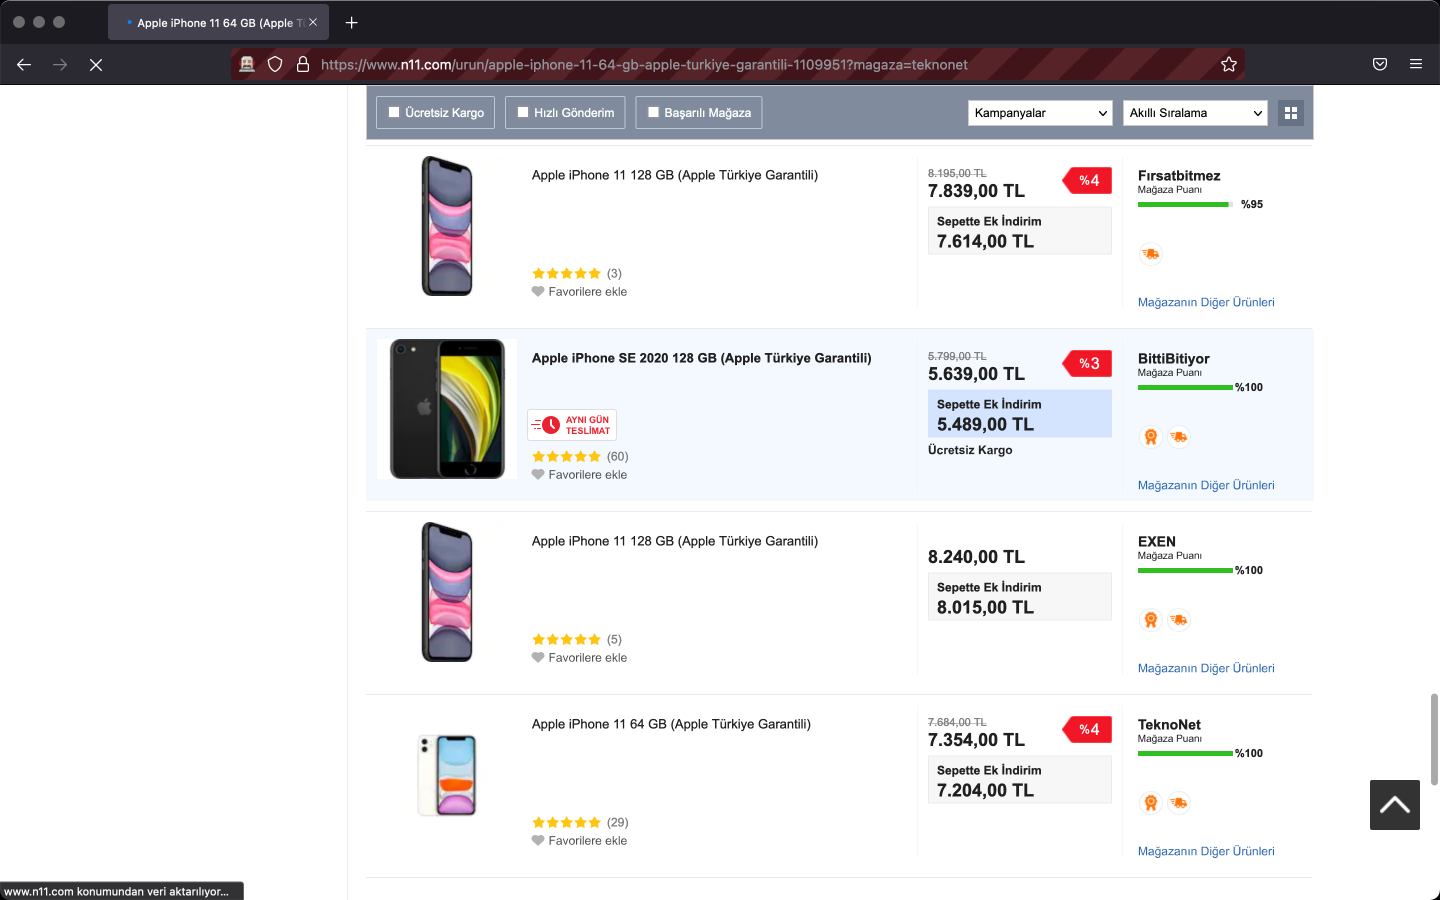 Apple iPhone 11 64 GB (Apple Tü
https://www.n11.com/urun/apple-iphone-11-64-gb-apple-turkiye-garantili-1109951?magaza=teknonet
Ücretsiz Kargo
Hızlı Gönderim
Başarılı Mağaza
Kampanyalar
Akıllı Sıralama
Apple iPhone 11 128 GB (Apple Türkiye Garantili)
(3)
Favorilere ekle
8.195,00 TL
7.839,00 TL
%4
Sepette Ek İndirim
7.614,00 TL
Fırsatbitmez
Mağaza Puanı
%95
Mağazanın Diğer Ürünleri
Apple iPhone SE 2020 128 GB (Apple Türkiye Garantili)
AYNI GÜN
TESLİMAT
(60)
Favorilere ekle
5.799,00 TL
5.639,00 TL
%3
Sepette Ek İndirim
5.489,00 TL
Ücretsiz Kargo
BittiBitiyor
Mağaza Puanı
%100
Mağazanın Diğer Ürünleri
Apple iPhone 11 128 GB (Apple Türkiye Garantili)
(5)
Favorilere ekle
8.240,00 TL
Sepette Ek İndirim
8.015,00 TL
EXEN
Mağaza Puanı
%100
Mağazanın Diğer Ürünleri
Apple iPhone 11 64 GB (Apple Türkiye Garantili)
(29)
Favorilere ekle
7.684,00 TL
7.354,00 TL
%4
Sepette Ek İndirim
7.204,00 TL
TeknoNet
Mağaza Puanı
%100
Mağazanın Diğer Ürünleri
www.n11.com konumundan veri aktarılıyor...